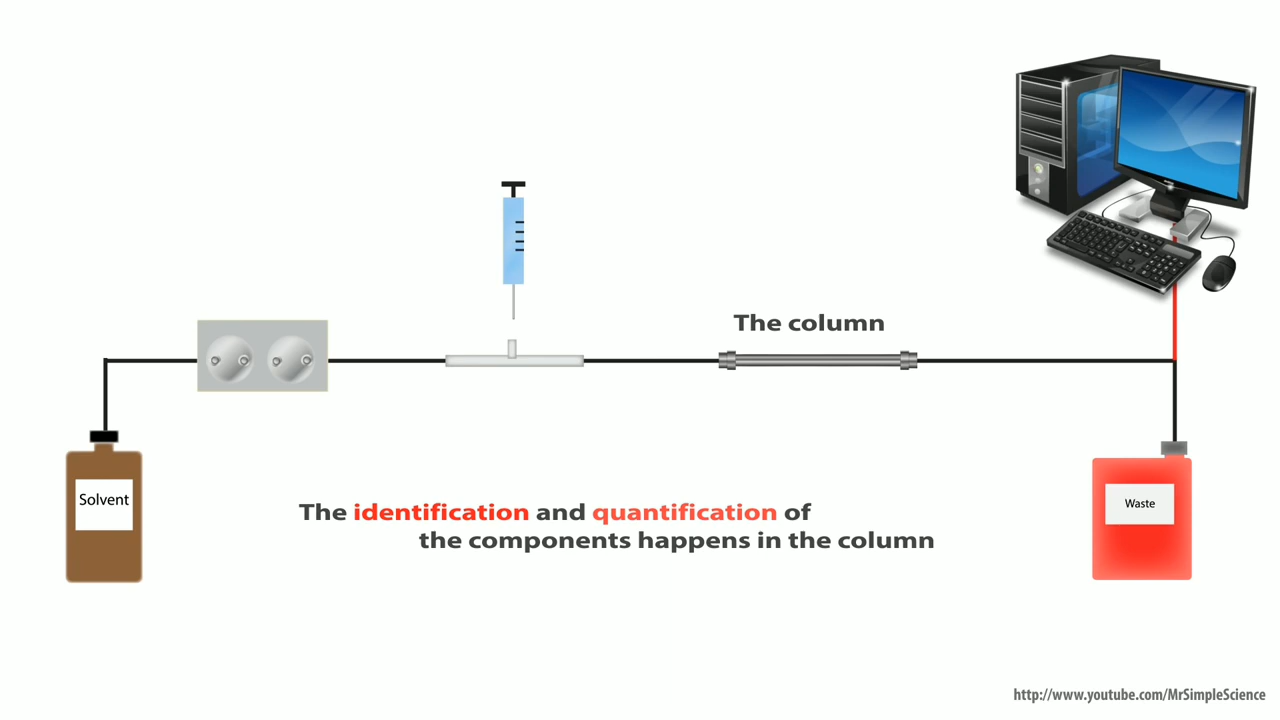 The column
Solvent
Waste
The identification and quantification of
the components happens in the column
http://www.youtube.com/MrSimpleScience